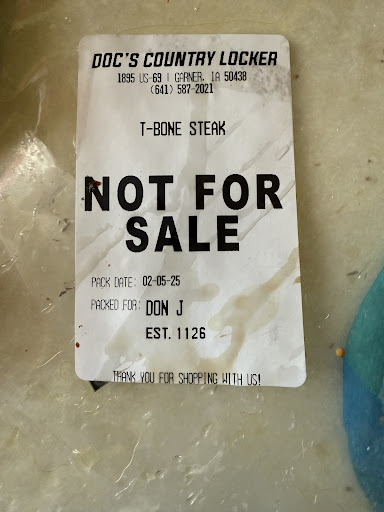 DOC'S COUNTRY LOCKER
1895 US-69 | GARNER, IA 50438
(641) 587-2021
T-BONE STEAK
NOT FOR
SALE
PACK DATE: 02-05-25
PACKED FOR: DON J
EST. 1126
THANK YOU FOR SHOPPING WITH US!